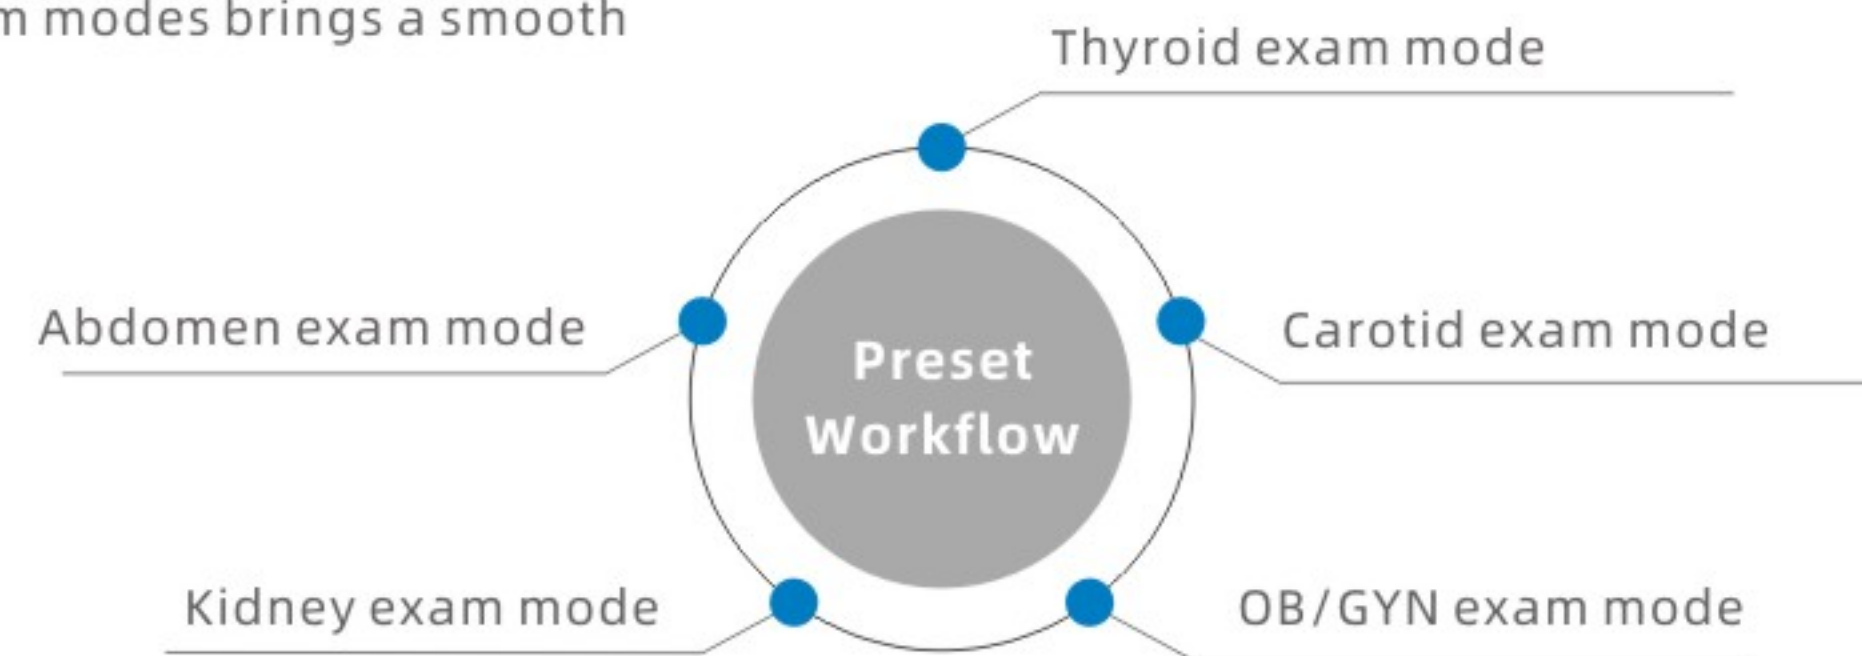 modes brings a smooth
Thyroid exam mode
Abdomen exam mode
Carotid exam mode
Preset
Workflow
Kidney exam mode
OB/GYN exam mode